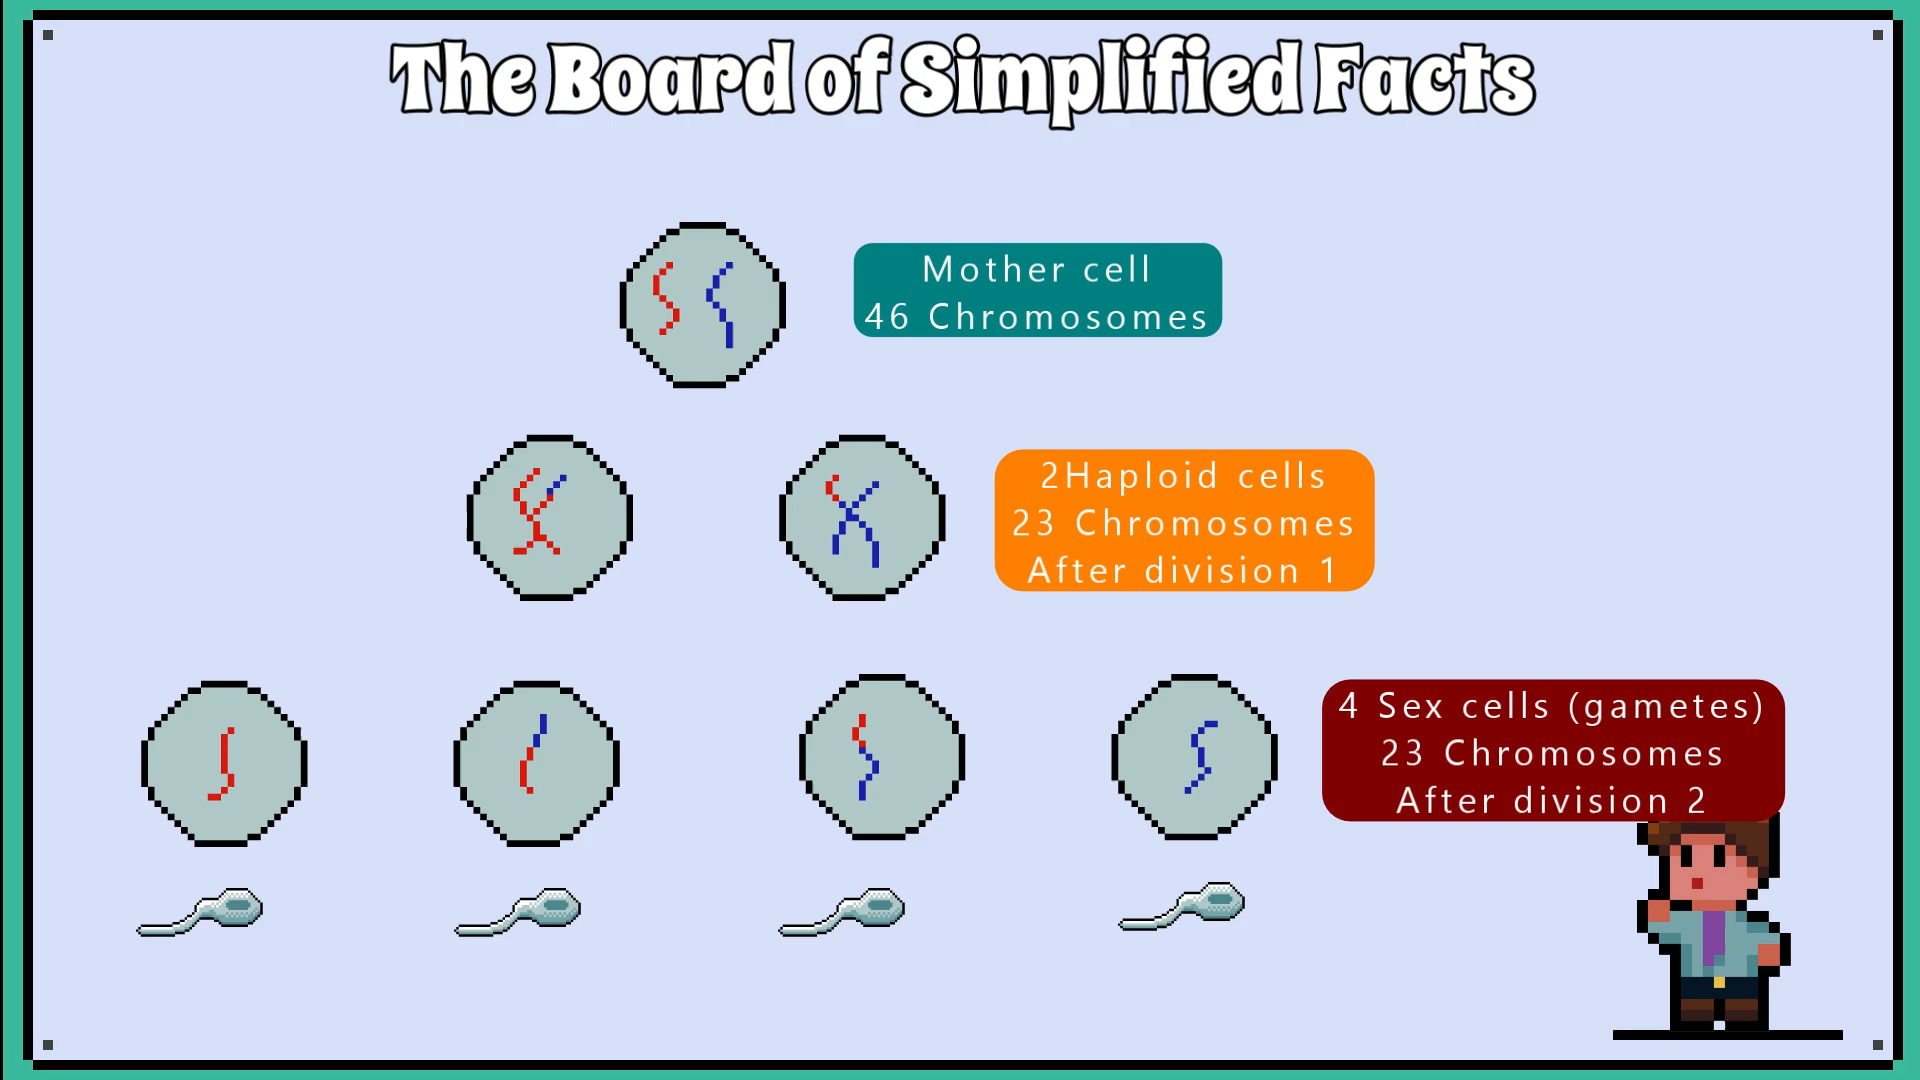 The Board of Simplified Facts
Mother cell
46 Chromosomes
2Haploid cells
23 Chromosomes
After division 1
4 Sex cells (gametes)
23 Chromosomes
After division 2